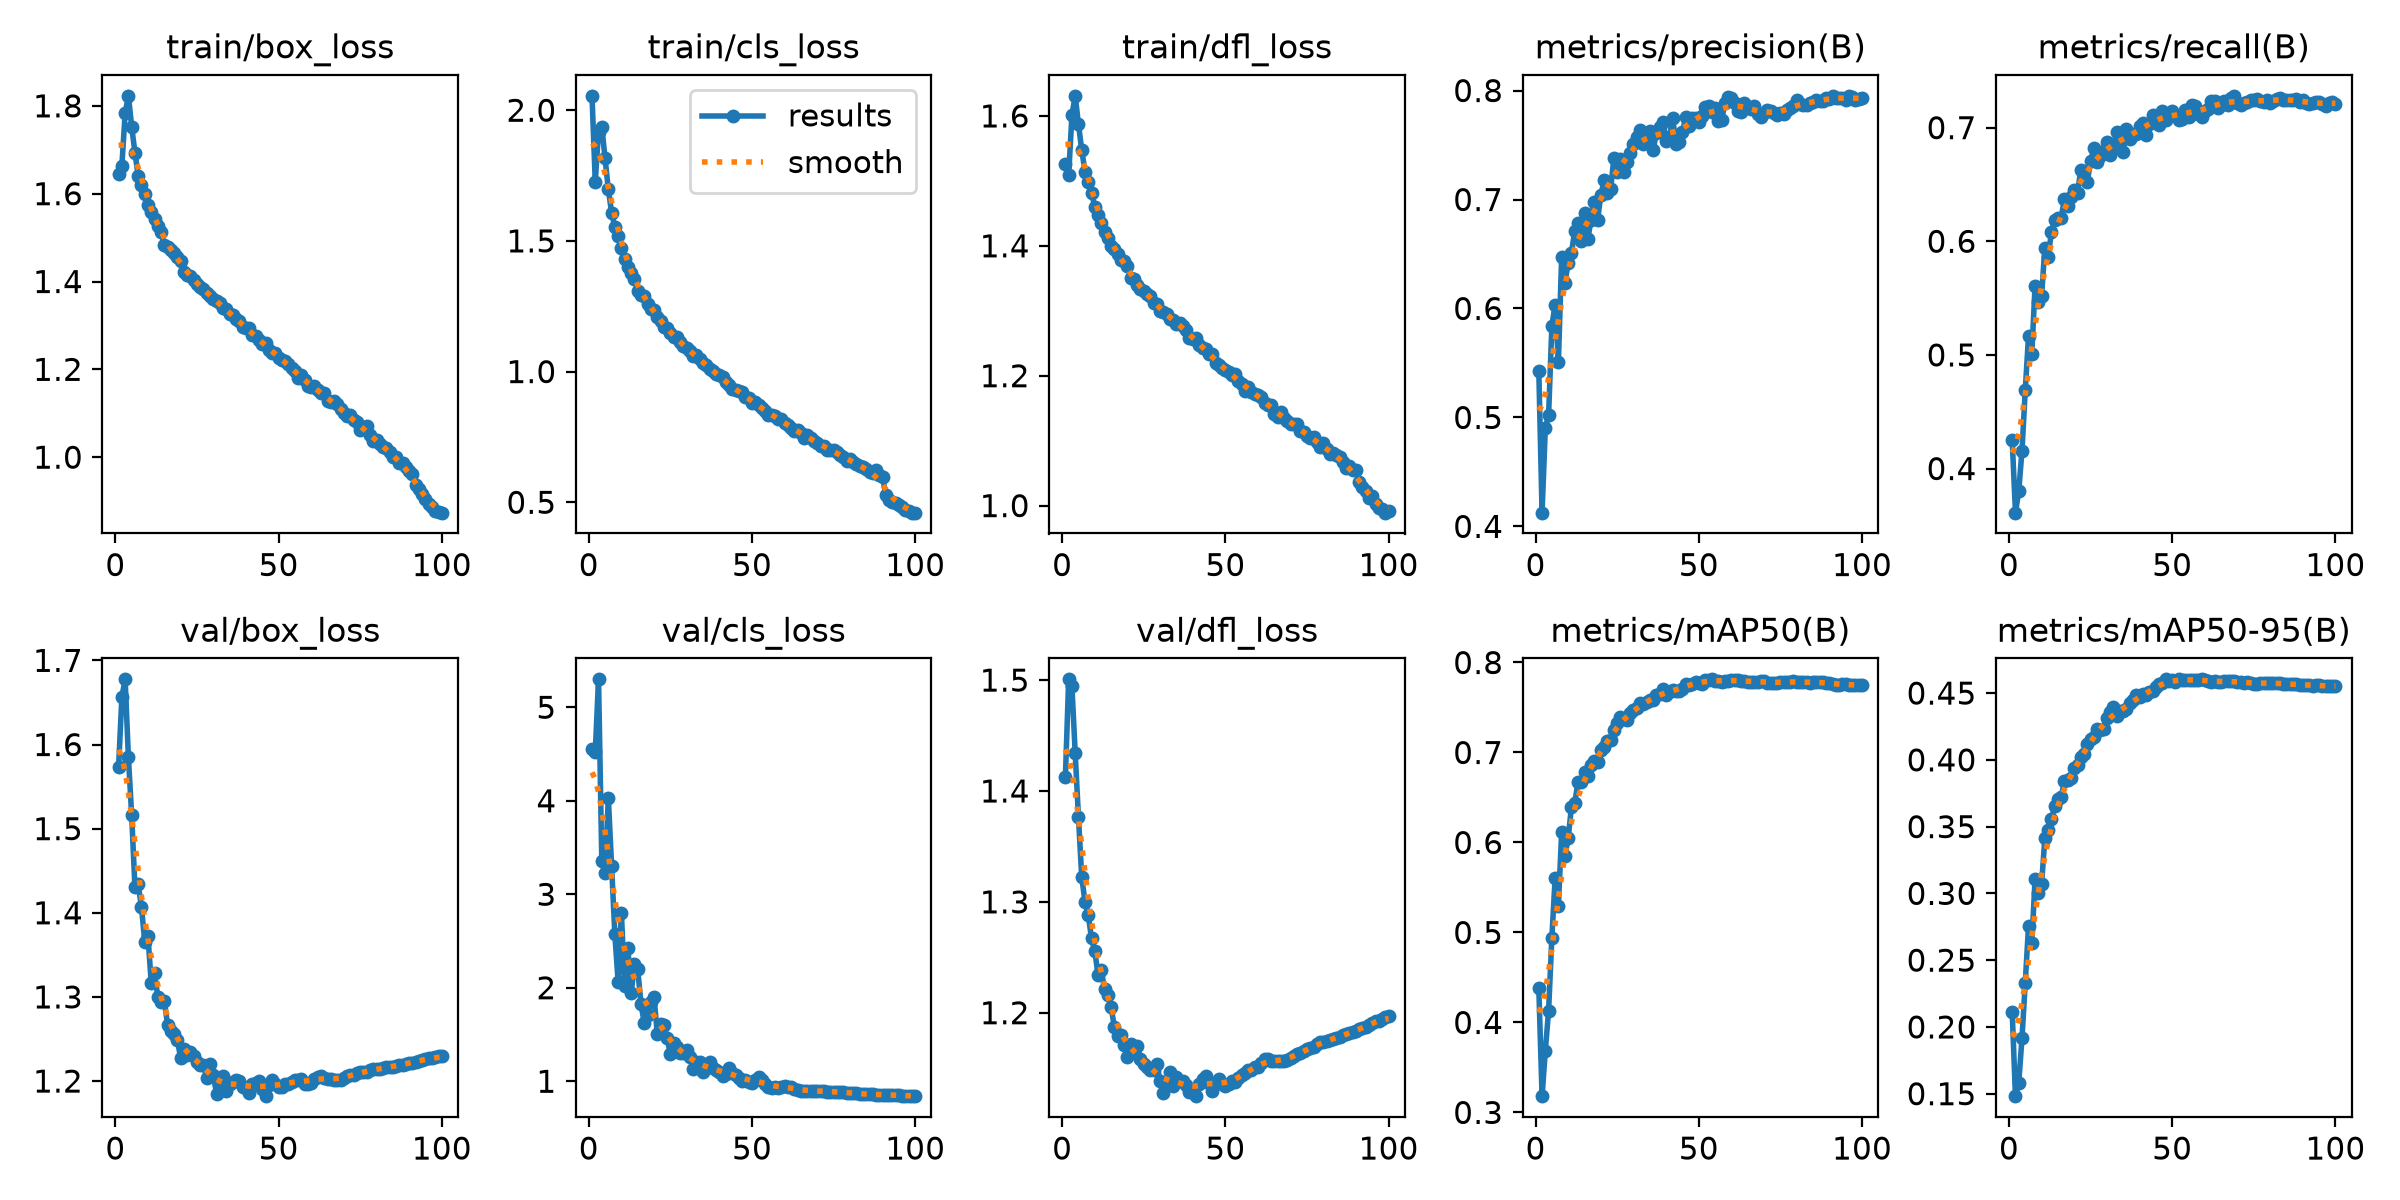 train/box_loss
1.8
1.6
1.4
1.2
1.0
0 50 100
train/cls_loss
results
smooth
2.0
1.5
1.0
0.5
0 50 100
train/dfl_loss
1.6
1.4
1.2
1.0
0 50 100
metrics/precision(B)
0.8
0.7
0.6
0.5
0.4
0 50 100
metrics/recall(B)
0.7
0.6
0.5
0.4
0 50 100
val/box_loss
1.7
1.6
1.5
1.4
1.3
1.2
0 50 100
val/cls_loss
5
4
3
2
1
0 50 100
val/dfl_loss
1.5
1.4
1.3
1.2
0 50 100
metrics/mAP50(B)
0.8
0.7
0.6
0.5
0.4
0.3
0 50 100
metrics/mAP50-95(B)
0.45
0.40
0.35
0.30
0.25
0.20
0.15
0 50 100